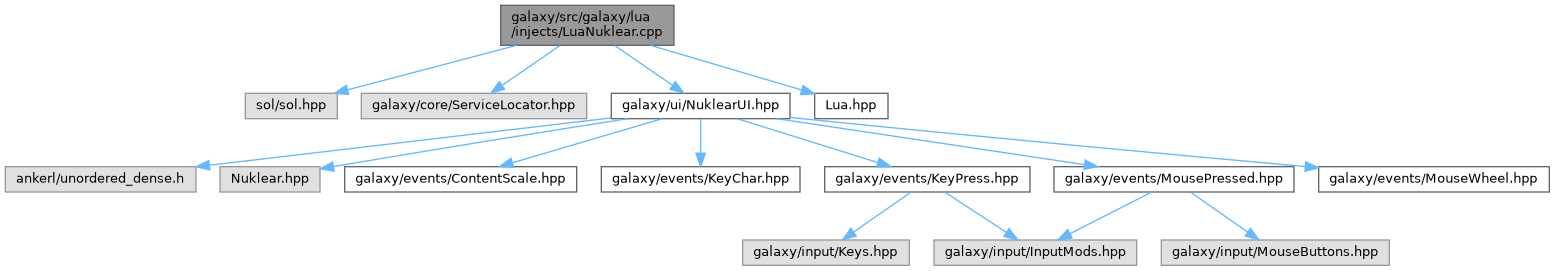 galaxy/src/galaxy/lua
/injects/LuaNuklear.cpp
sol/sol.hpp
galaxy/core/ServiceLocator.hpp
galaxy/ui/NuklearUI.hpp
Lua.hpp
ankerl/unordered_dense.h
Nuklear.hpp
galaxy/events/ContentScale.hpp
galaxy/events/KeyChar.hpp
galaxy/events/KeyPress.hpp
galaxy/events/MousePressed.hpp
galaxy/events/MouseWheel.hpp
galaxy/input/Keys.hpp
galaxy/input/InputMods.hpp
galaxy/input/MouseButtons.hpp